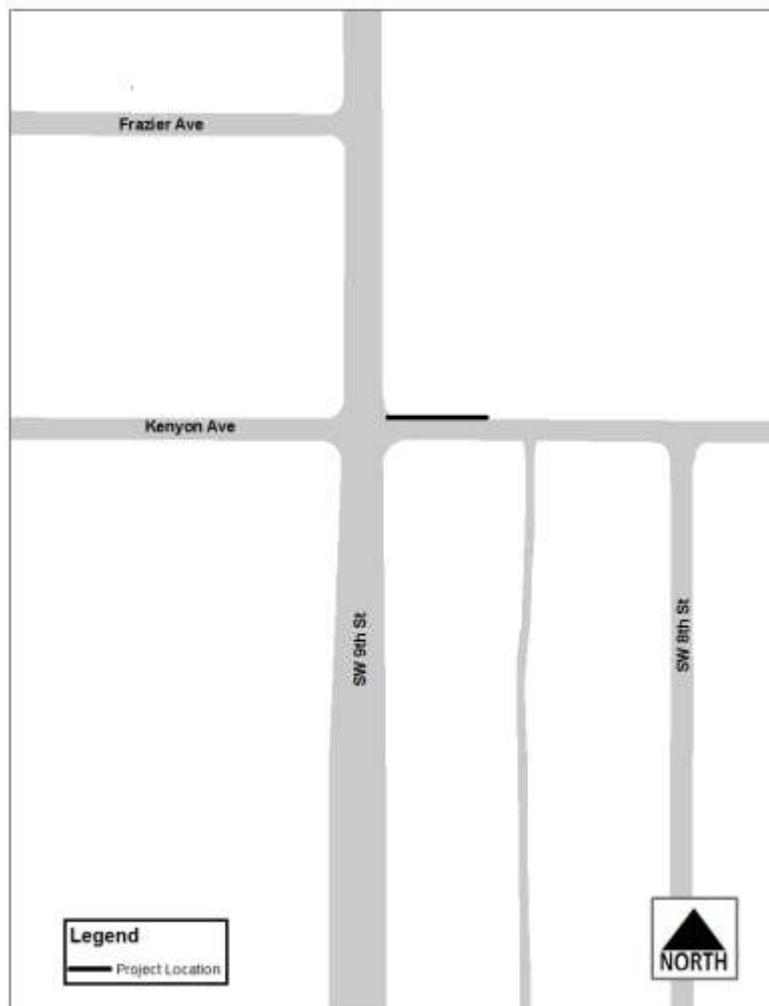 Frazier Ave
Kenyon Ave
SW 9th St
SW 8th St
Legend
Project Location
NORTH